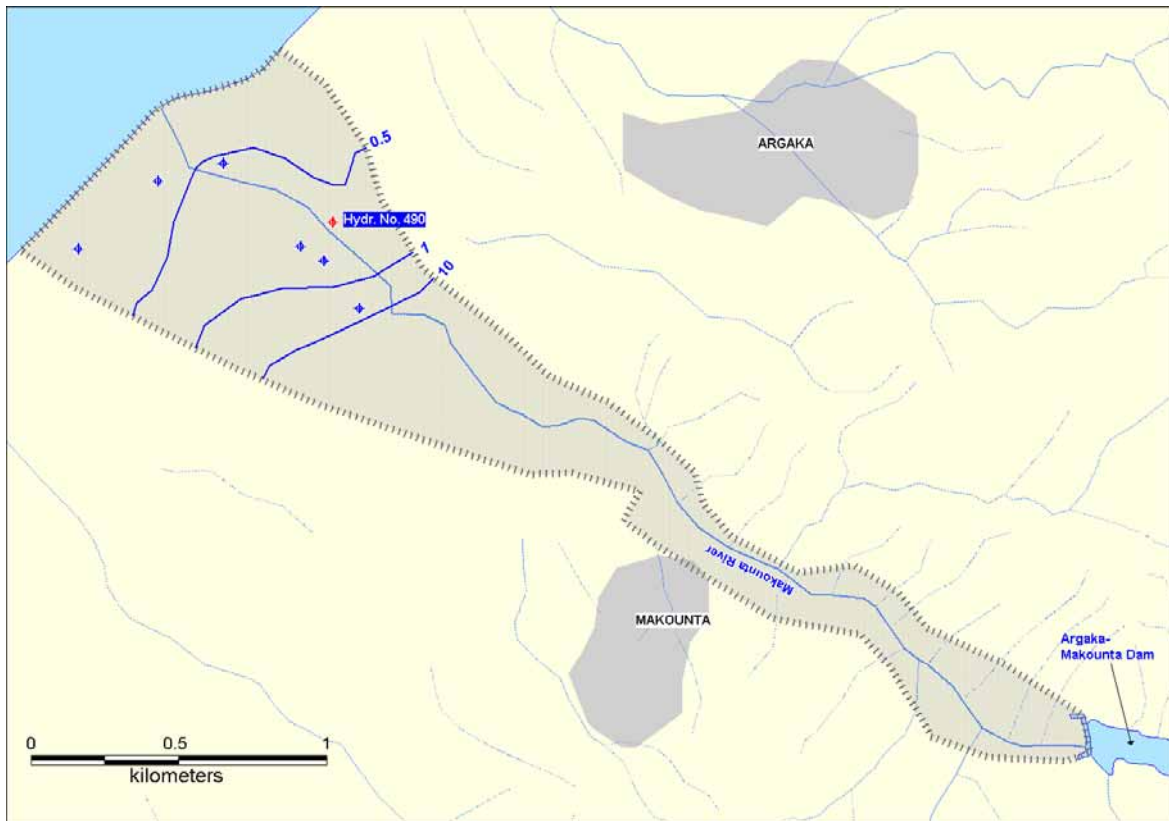 0.5
ARGAKA
Hydr. No. 490
1
10
Makounta River
MAKOUNTA
Argaka-
Makounta Dam
0 0.5 1
kilometers